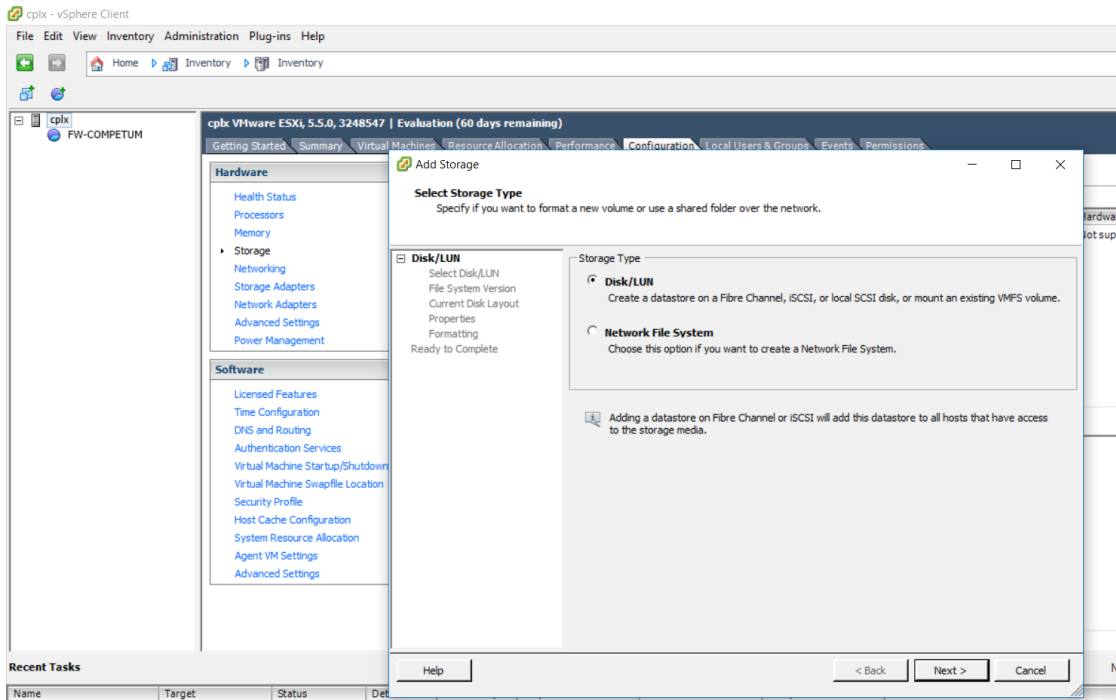 cplx - vSphere Client
File Edit View Inventory Administration Plug-ins Help
Home Inventory Inventory
cplx
FW-COMPETUM
cplx VMware ESXi, 5.5.0, 3248547 | Evaluation (60 days remaining)
Getting Started Summary Virtual Machines Resource Allocation Performance Configuration Local Users & Groups Events Permissions
Hardware
Health Status
Processors
Memory
Storage
Networking
Storage Adapters
Network Adapters
Advanced Settings
Power Management
Software
Licensed Features
Time Configuration
DNS and Routing
Authentication Services
Virtual Machine Startup/Shutdown
Virtual Machine Swapfile Location
Security Profile
Host Cache Configuration
System Resource Allocation
Agent VM Settings
Advanced Settings
Add Storage
Select Storage Type
Specify if you want to format a new volume or use a shared folder over the network.
Disk/LUN
Select Disk/LUN
File System Version
Current Disk Layout
Properties
Formatting
Ready to Complete
Storage Type
Disk/LUN
Create a datastore on a Fibre Channel, iSCSI, or local SCSI disk, or mount an existing VMFS volume.
Network File System
Choose this option if you want to create a Network File System.
Adding a datastore on Fibre Channel or iSCSI will add this datastore to all hosts that have access
to the storage media.
Help < Back Next > Cancel
Recent Tasks
Name Target Status Det